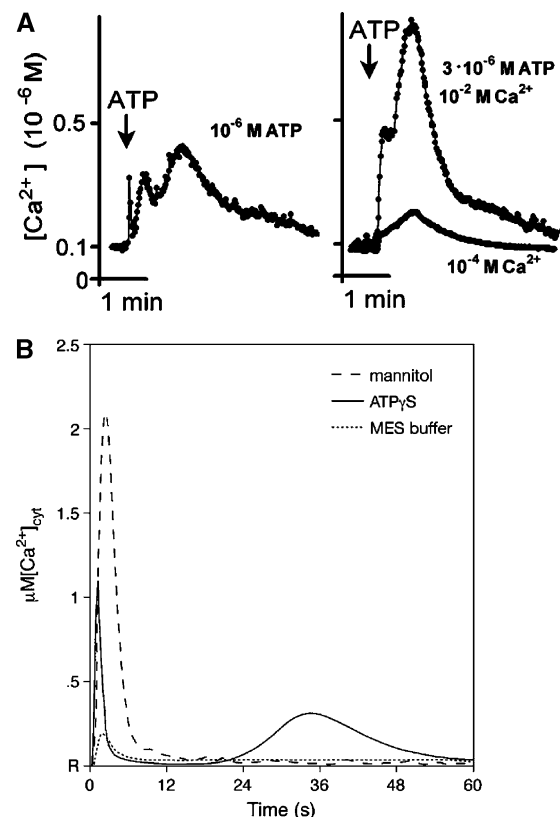 A
[Ca²⁺] (10⁻⁶ M)
0.5
0.1
0
ATP
10⁻⁶ M ATP
1 min
ATP
3·10⁻⁶ M ATP
10⁻² M Ca²⁺
10⁻⁴ M Ca²⁺
1 min
B
μM[Ca²⁺]cyt
2.5
2
1.5
1
.5
R
mannitol
ATPγS
MES buffer
0 12 24 36 48 60
Time (s)